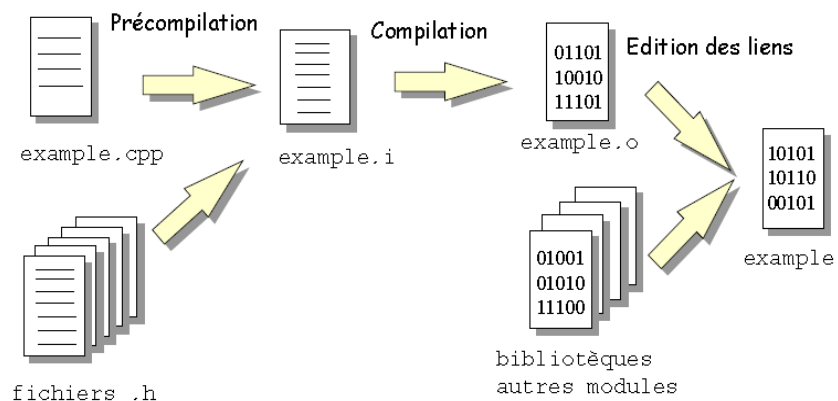 Précompilation
Compilation
Edition des liens
01101
10010
11101
example.cpp
example.i
example.o
10101
10110
00101
example
01001
01010
11100
fichiers .h
bibliotèques
autres modules